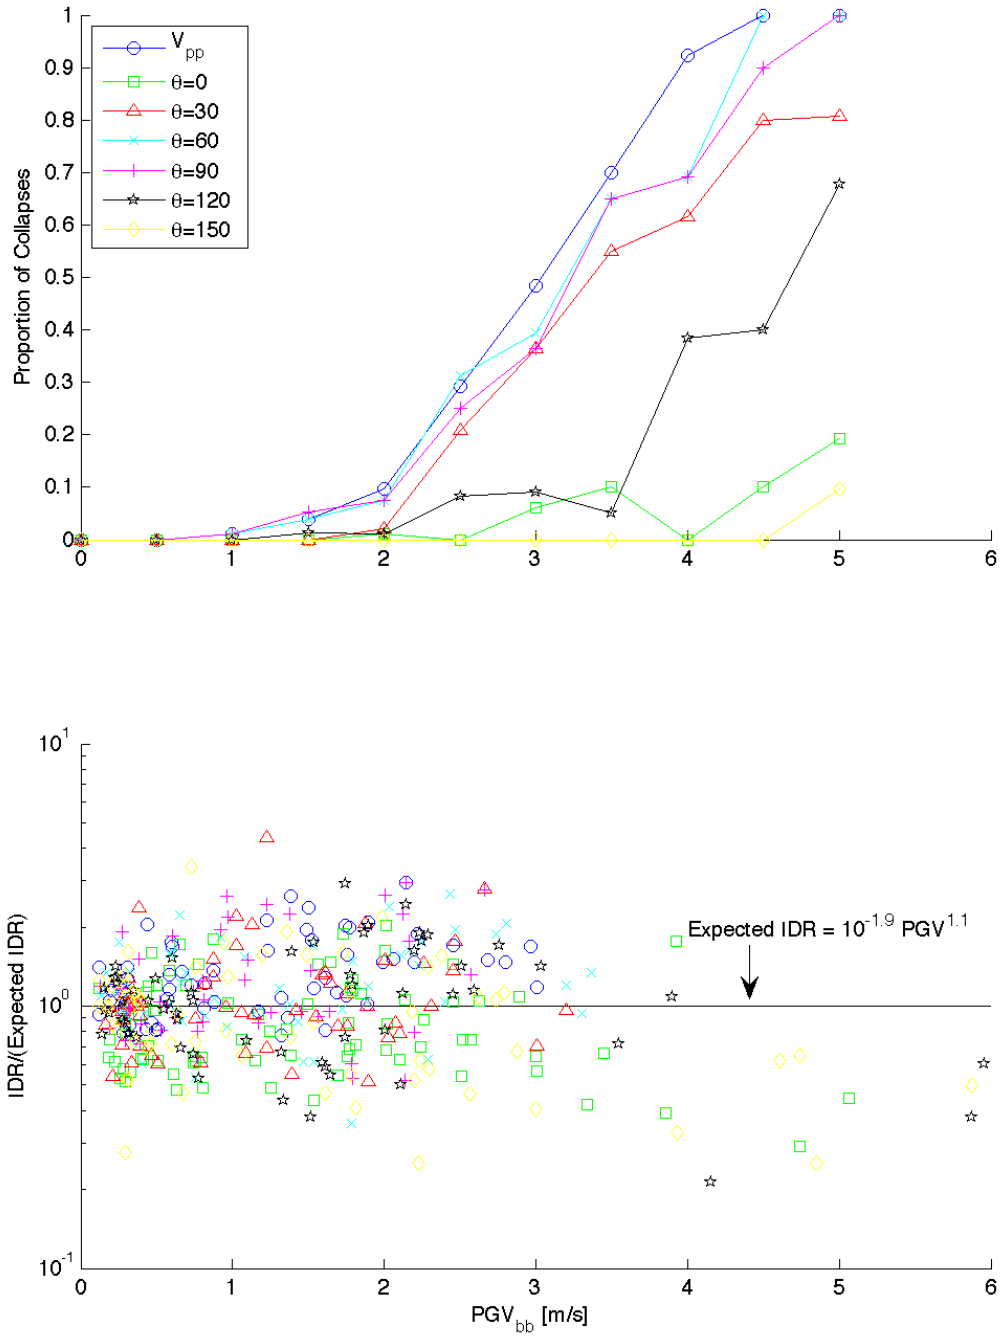 1
0.9
0.8
0.7
0.6
0.5
0.4
0.3
0.2
0.1
0
Proportion of Collapses
V_pp
θ=0
θ=30
θ=60
θ=90
θ=120
θ=150
0 1 2 3 4 5 6
10^1
10^0
10^-1
IDR/(Expected IDR)
Expected IDR = 10^-1.9 PGV^1.1
0 1 2 3 4 5 6
PGV_bb [m/s]